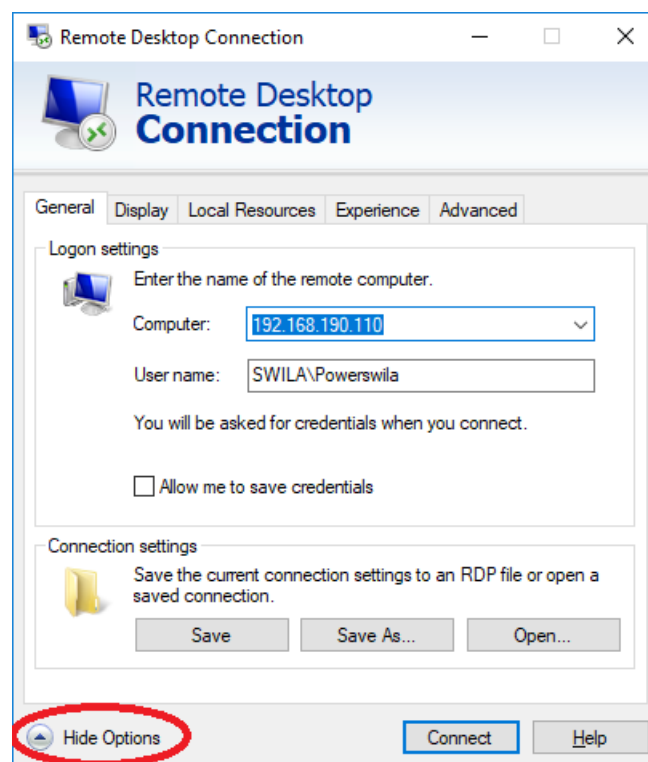 Remote Desktop Connection
Remote Desktop
Connection
General Display Local Resources Experience Advanced
Logon settings
Enter the name of the remote computer.
Computer: 192.168.190.110
User name: SWILA\Powerswila
You will be asked for credentials when you connect.
Allow me to save credentials
Connection settings
Save the current connection settings to an RDP file or open a
saved connection.
Save Save As... Open...
Hide Options Connect Help